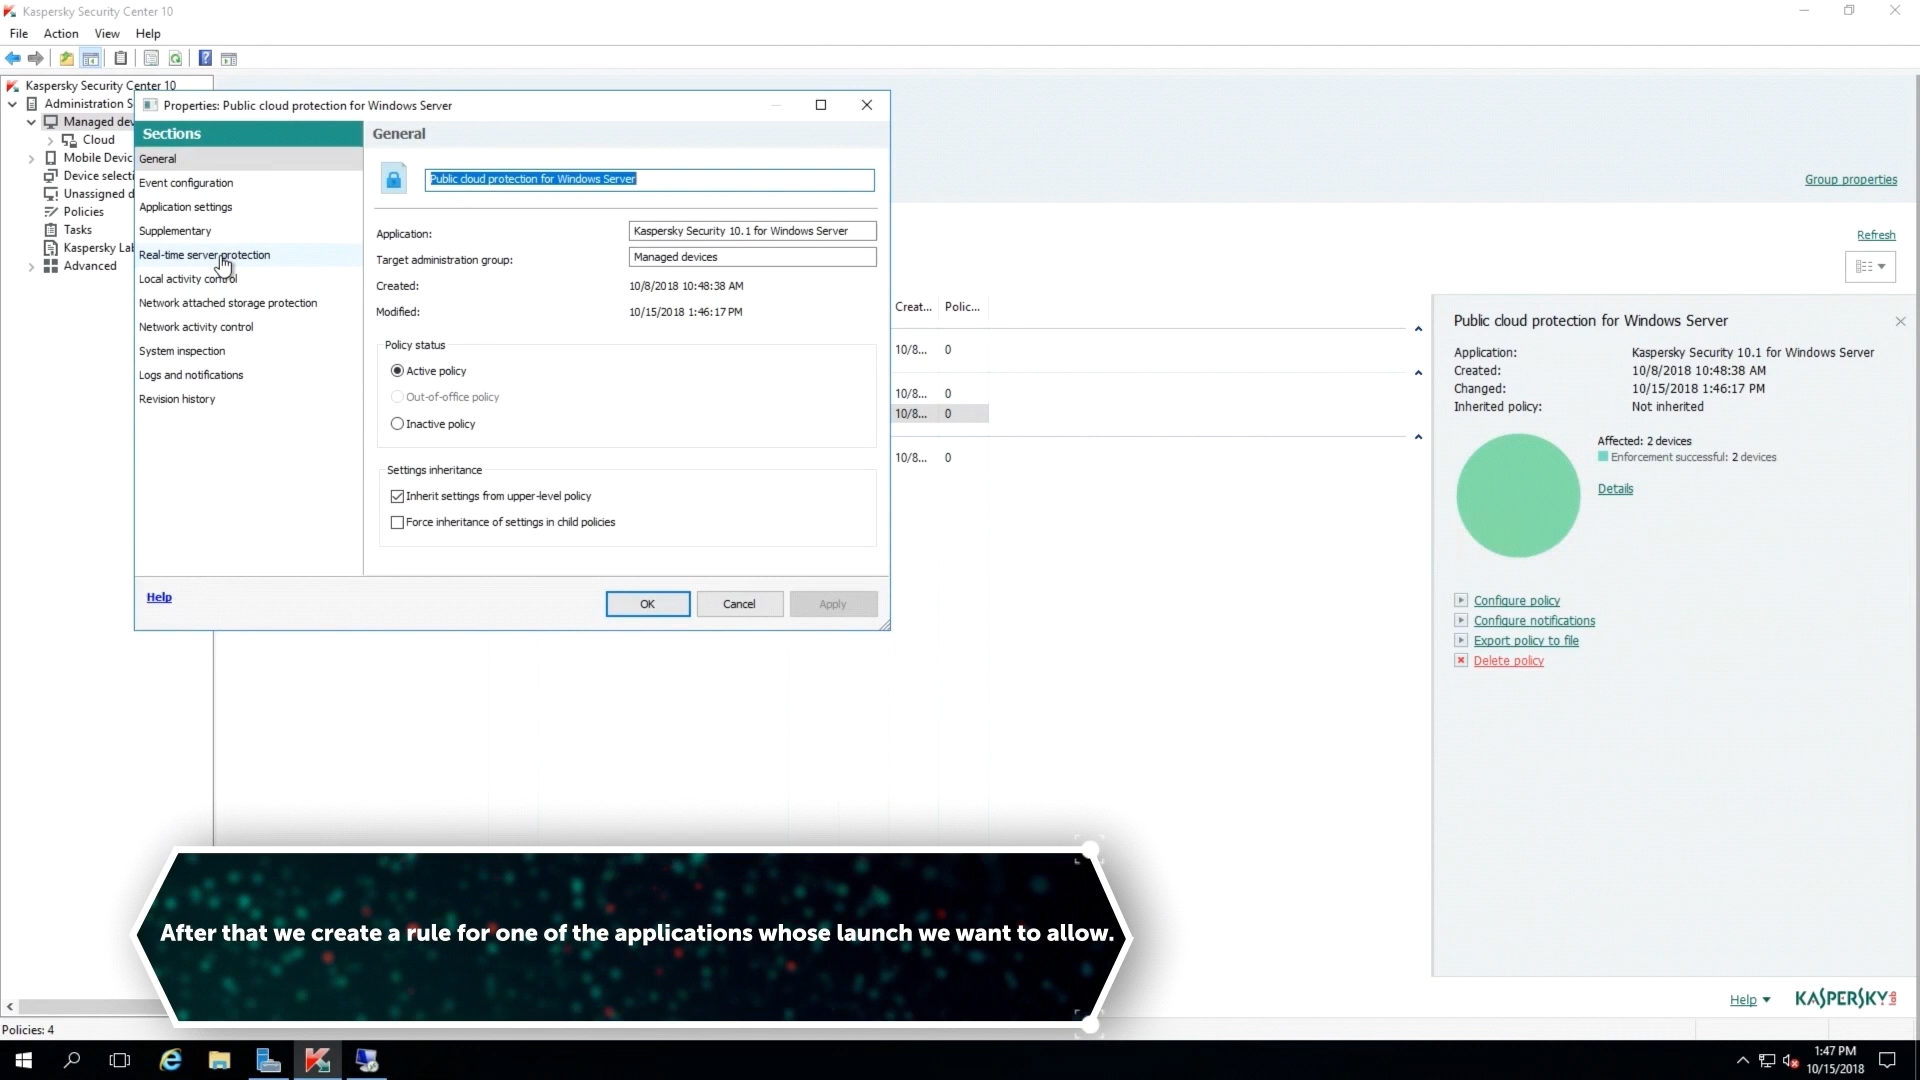 Kaspersky Security Center 10
File Action View Help
Kaspersky Security Center 10
Administration S
Managed dev
Cloud
Mobile Devic
Device selecti
Unassigned d
Policies
Tasks
Kaspersky Lab
Advanced
Properties: Public cloud protection for Windows Server
Sections
General
Event configuration
Application settings
Supplementary
Real-time server protection
Local activity control
Network attached storage protection
Network activity control
System inspection
Logs and notifications
Revision history
General
Public cloud protection for Windows Server
Application: Kaspersky Security 10.1 for Windows Server
Target administration group: Managed devices
Created: 10/8/2018 10:48:38 AM
Modified: 10/15/2018 1:46:17 PM
Policy status
Active policy
Out-of-office policy
Inactive policy
Settings inheritance
Inherit settings from upper-level policy
Force inheritance of settings in child policies
Help
OK Cancel Apply
Group properties
Refresh
Creat... Polic...
10/8... 0
10/8... 0
10/8... 0
10/8... 0
Public cloud protection for Windows Server
Application: Kaspersky Security 10.1 for Windows Server
Created: 10/8/2018 10:48:38 AM
Changed: 10/15/2018 1:46:17 PM
Inherited policy: Not inherited
Affected: 2 devices
Enforcement successful: 2 devices
Details
Configure policy
Configure notifications
Export policy to file
Delete policy
After that we create a rule for one of the applications whose launch we want to allow.
Help
KASPERSKY lab
Policies: 4
1:47 PM
10/15/2018